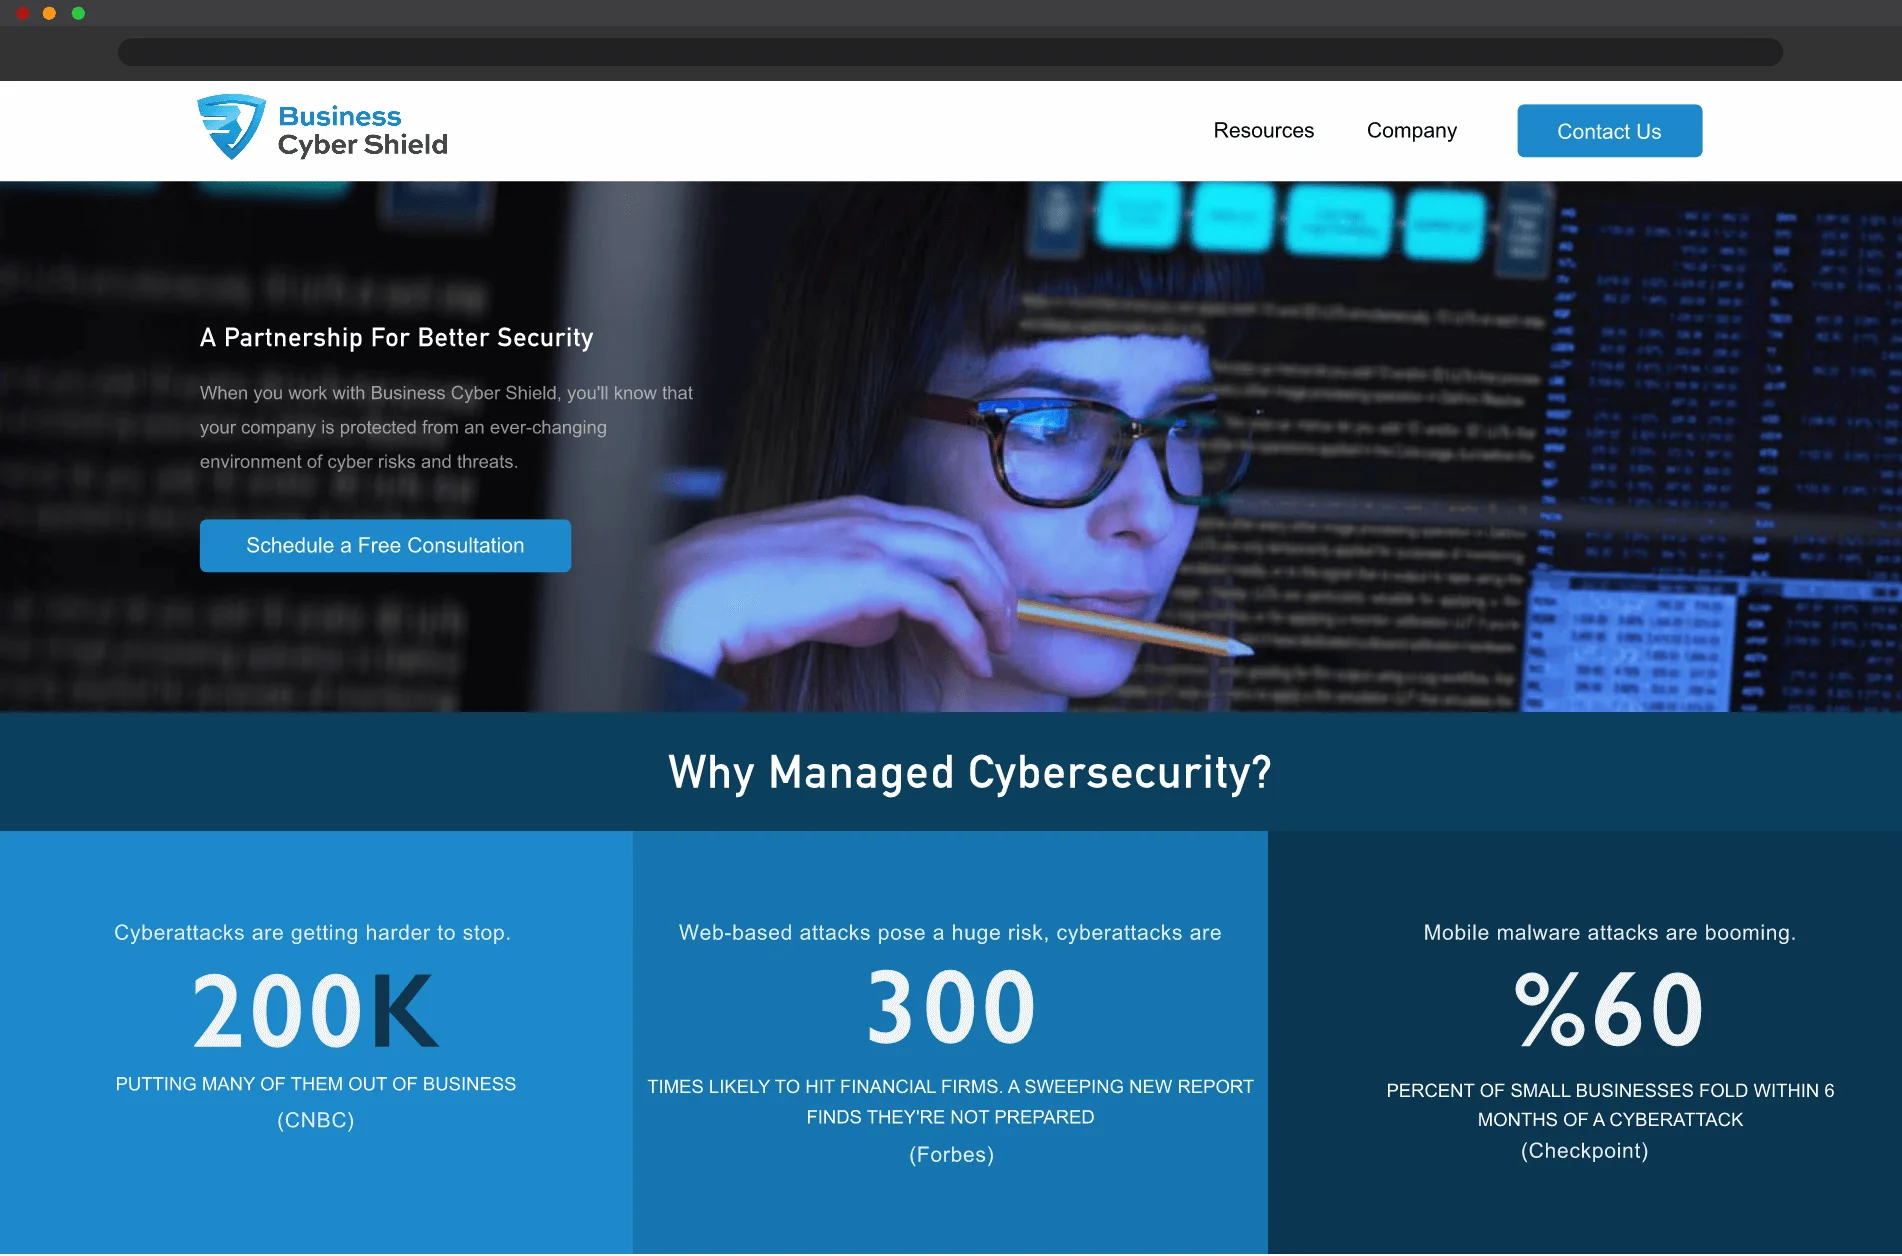 Business
Cyber Shield
Resources
Company
Contact Us
A Partnership For Better Security
When you work with Business Cyber Shield, you'll know that
your company is protected from an ever-changing
environment of cyber risks and threats.
Schedule a Free Consultation
Why Managed Cybersecurity?
Cyberattacks are getting harder to stop.
200K
PUTTING MANY OF THEM OUT OF BUSINESS
(CNBC)
Web-based attacks pose a huge risk, cyberattacks are
300
TIMES LIKELY TO HIT FINANCIAL FIRMS. A SWEEPING NEW REPORT
FINDS THEY'RE NOT PREPARED
(Forbes)
Mobile malware attacks are booming.
%60
PERCENT OF SMALL BUSINESSES FOLD WITHIN 6
MONTHS OF A CYBERATTACK
(Checkpoint)